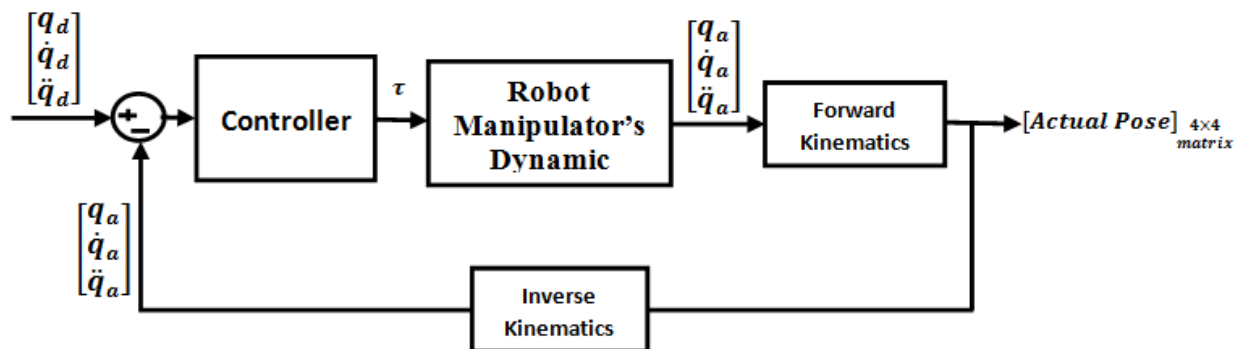 [q_d
q̇_d
q̈_d]
+
−
Controller
τ
Robot
Manipulator’s
Dynamic
[q_a
q̇_a
q̈_a]
Forward
Kinematics
[Actual Pose] 4×4
matrix
[q_a
q̇_a
q̈_a]
Inverse
Kinematics